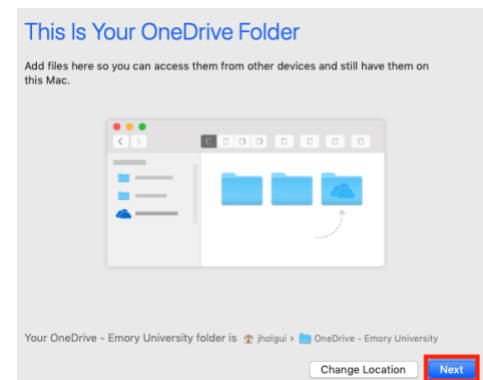 This Is Your OneDrive Folder
Add files here so you can access them from other devices and still have them on
this Mac.
Your OneDrive - Emory University folder is jholgui › OneDrive - Emory University
Change Location Next